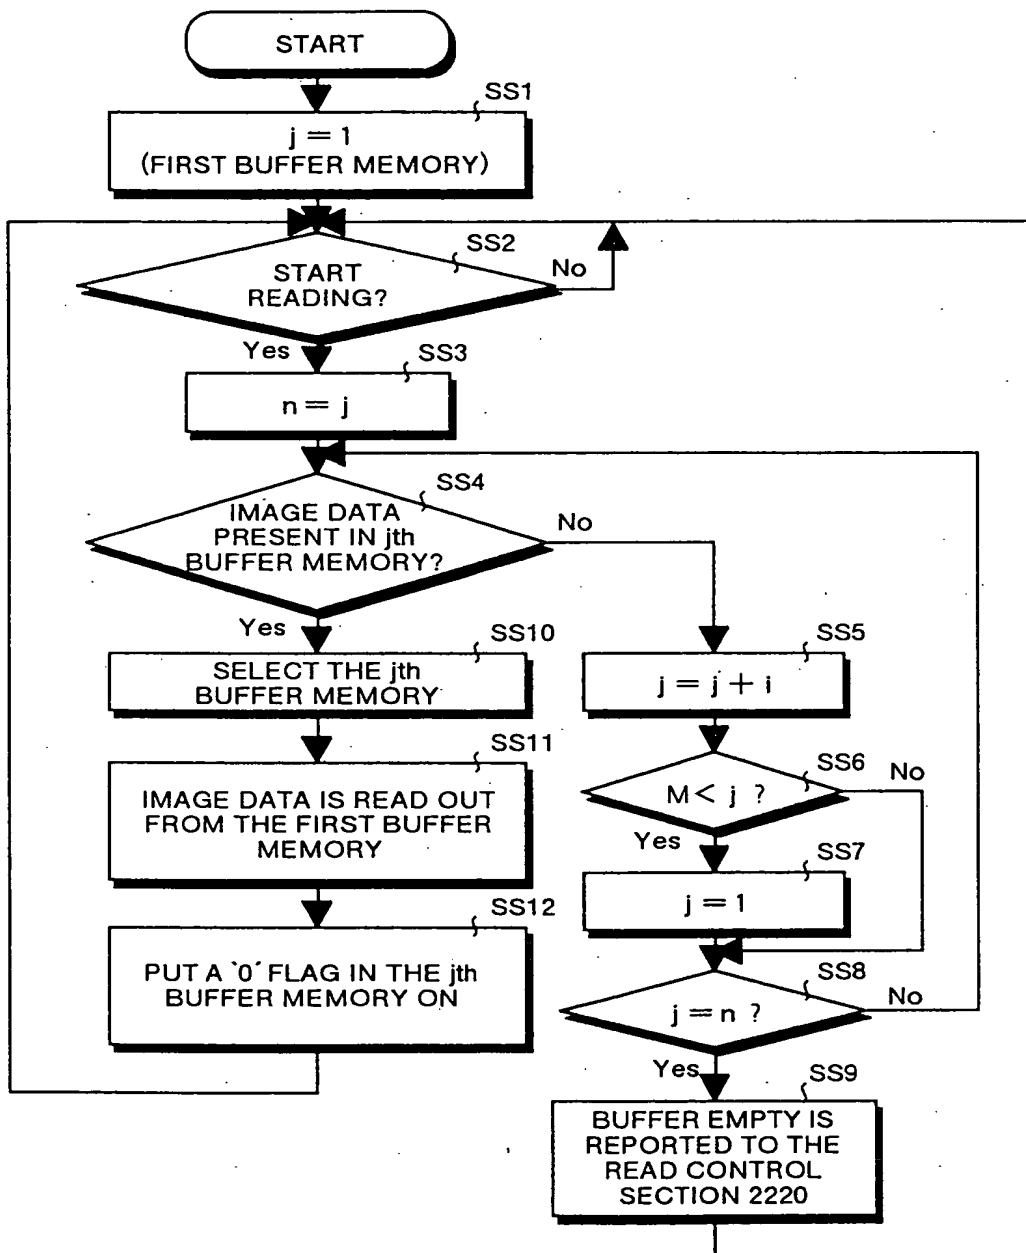 START
SS1
j = 1
(FIRST BUFFER MEMORY)
SS2
START
READING?
No
Yes
SS3
n = j
SS4
IMAGE DATA
PRESENT IN jth
BUFFER MEMORY?
No
Yes
SS10
SELECT THE jth
BUFFER MEMORY
SS5
j = j + i
SS11
IMAGE DATA IS READ OUT
FROM THE FIRST BUFFER
MEMORY
SS6
M < j ?
No
Yes
SS7
j = 1
SS12
PUT A `0´ FLAG IN THE jth
BUFFER MEMORY ON
SS8
j = n ?
No
Yes
SS9
BUFFER EMPTY IS
REPORTED TO THE
READ CONTROL
SECTION 2220